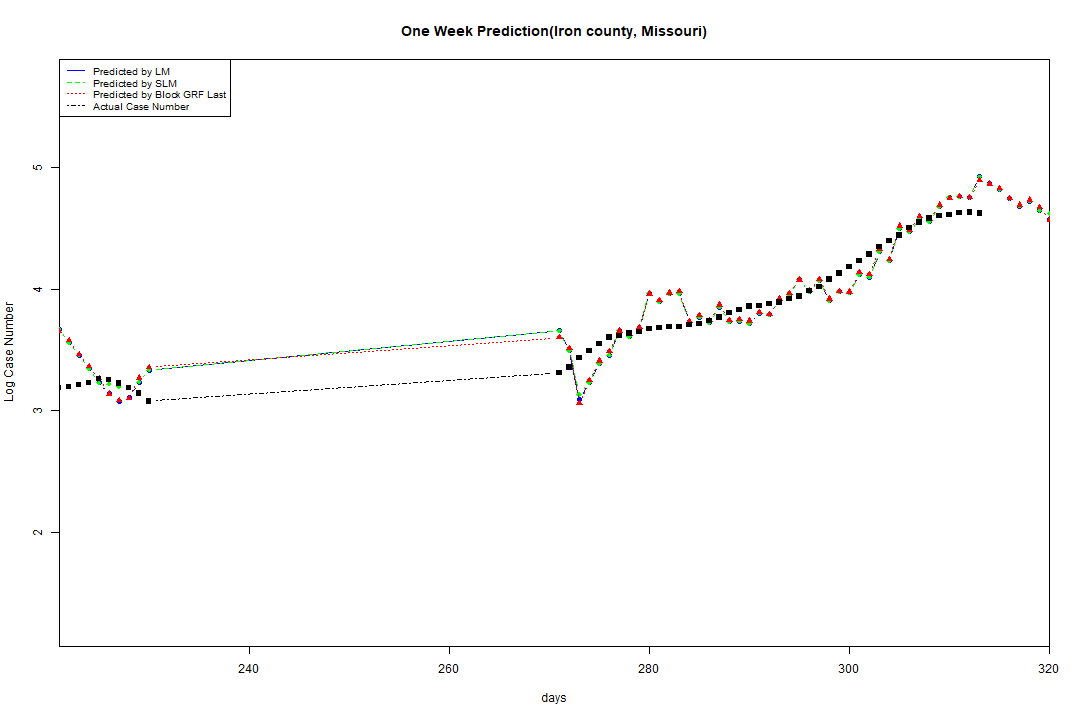 One Week Prediction(Iron county, Missouri)
Predicted by LM
Predicted by SLM
Predicted by Block GRF Last
Actual Case Number
5
4
3
2
Log Case Number
240 260 280 300 320
days